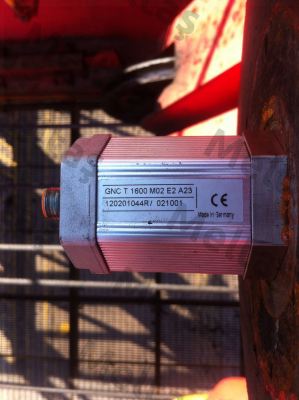 GNC T 1600 M02 E2 A23
120201044R/ 021001
CE
Made in Germany